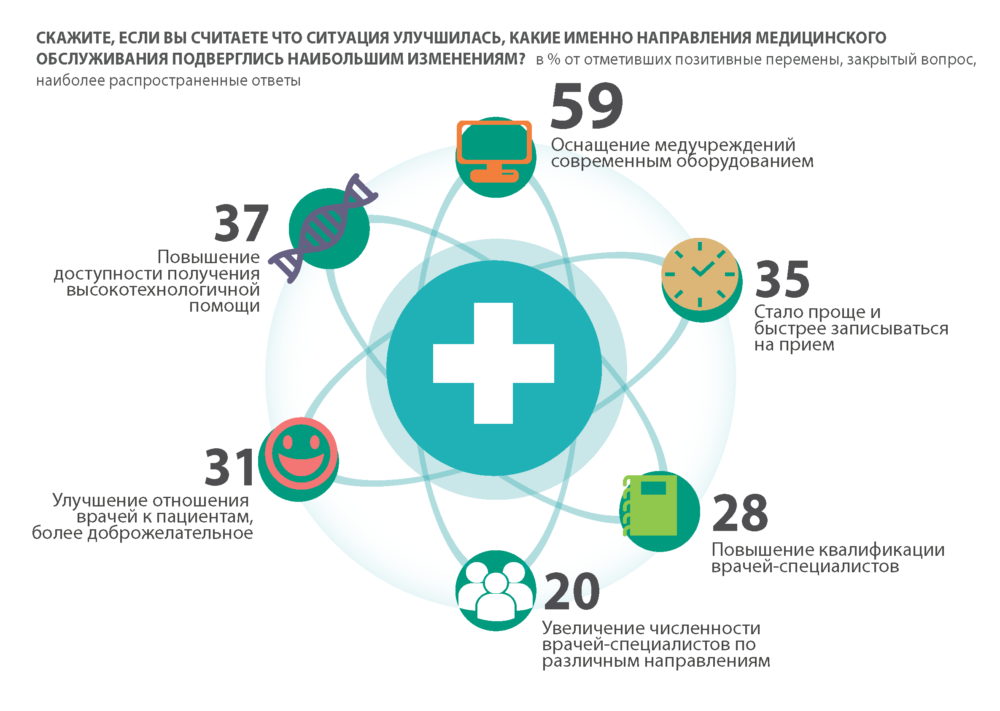 СКАЖИТЕ, ЕСЛИ ВЫ СЧИТАЕТЕ ЧТО СИТУАЦИЯ УЛУЧШИЛАСЬ, КАКИЕ ИМЕННО НАПРАВЛЕНИЯ МЕДИЦИНСКОГО
ОБСЛУЖИВАНИЯ ПОДВЕРГЛИСЬ НАИБОЛЬШИМ ИЗМЕНЕНИЯМ? в % от отметивших позитивные перемены, закрытый вопрос,
наиболее распространенные ответы
59
Оснащение медучреждений
современным оборудованием
37
Повышение
доступности получения
высокотехнологичной
помощи
35
Стало проще и
быстрее записываться
на прием
31
Улучшение отношения
врачей к пациентам,
более доброжелательное
28
Повышение квалификации
врачей-специалистов
20
Увеличение численности
врачей-специалистов по
различным направлениям